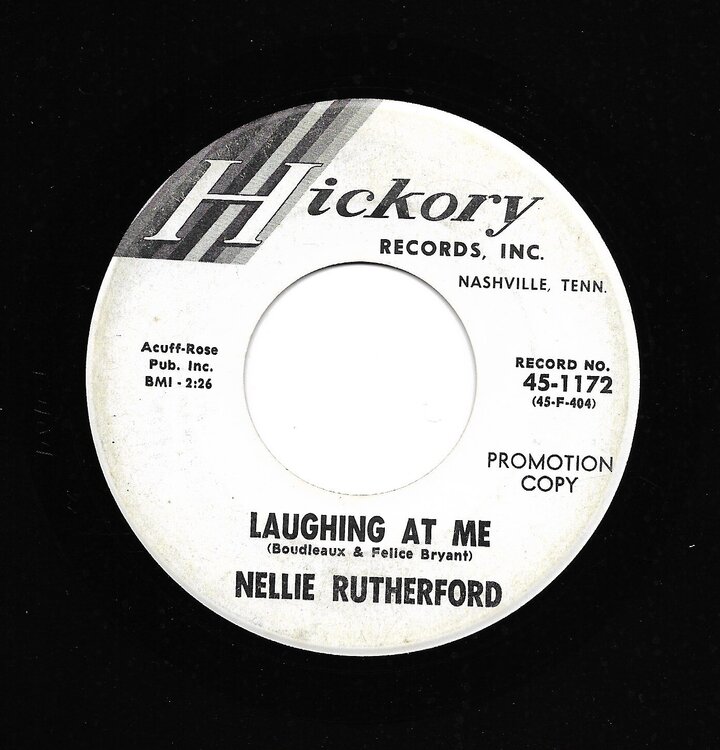 Hickory
RECORDS, INC.
NASHVILLE, TENN.
Acuff-Rose
Pub. Inc.
BMI - 2:26
RECORD NO.
45-1172
(45-F-404)
PROMOTION
COPY
LAUGHING AT ME
(Boudleaux & Felice Bryant)
NELLIE RUTHERFORD